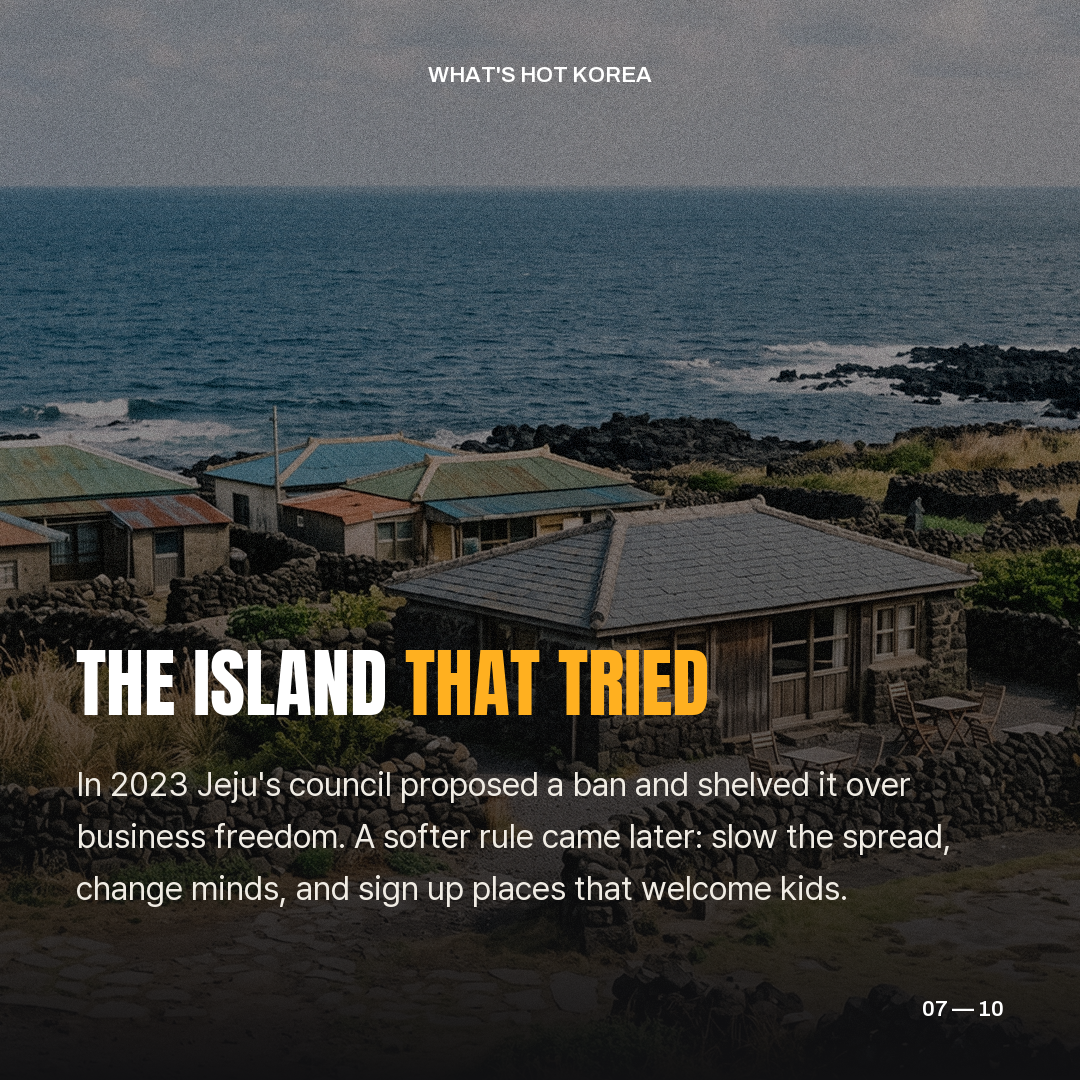 WHAT'S HOT KOREA
THE ISLAND THAT TRIED
In 2023 Jeju's council proposed a ban and shelved it over
business freedom. A softer rule came later: slow the spread,
change minds, and sign up places that welcome kids.
07 — 10